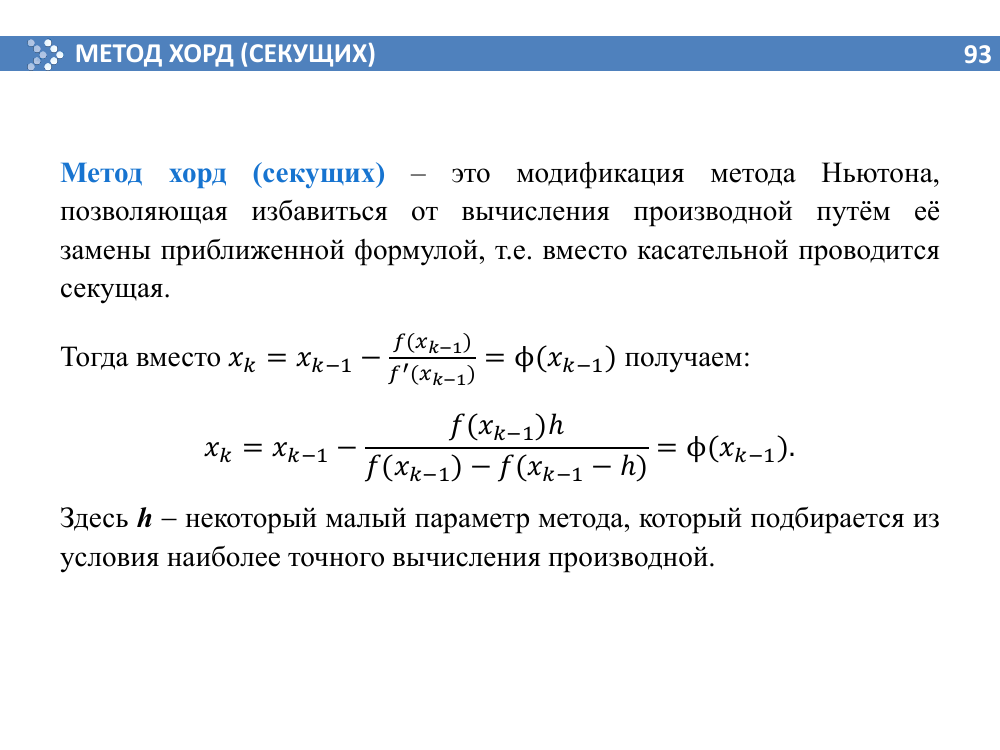 МЕТОД ХОРД (СЕКУЩИХ) 93
Метод хорд (секущих) – это модификация метода Ньютона,
позволяющая избавиться от вычисления производной путём её
замены приближенной формулой, т.е. вместо касательной проводится
секущая.
Тогда вместо $x_k = x_{k-1} - \frac{f(x_{k-1})}{f'(x_{k-1})} = ф(x_{k-1})$ получаем:
$x_k = x_{k-1} - \frac{f(x_{k-1})h}{f(x_{k-1}) - f(x_{k-1} - h)} = ф(x_{k-1}).$
Здесь h – некоторый малый параметр метода, который подбирается из
условия наиболее точного вычисления производной.